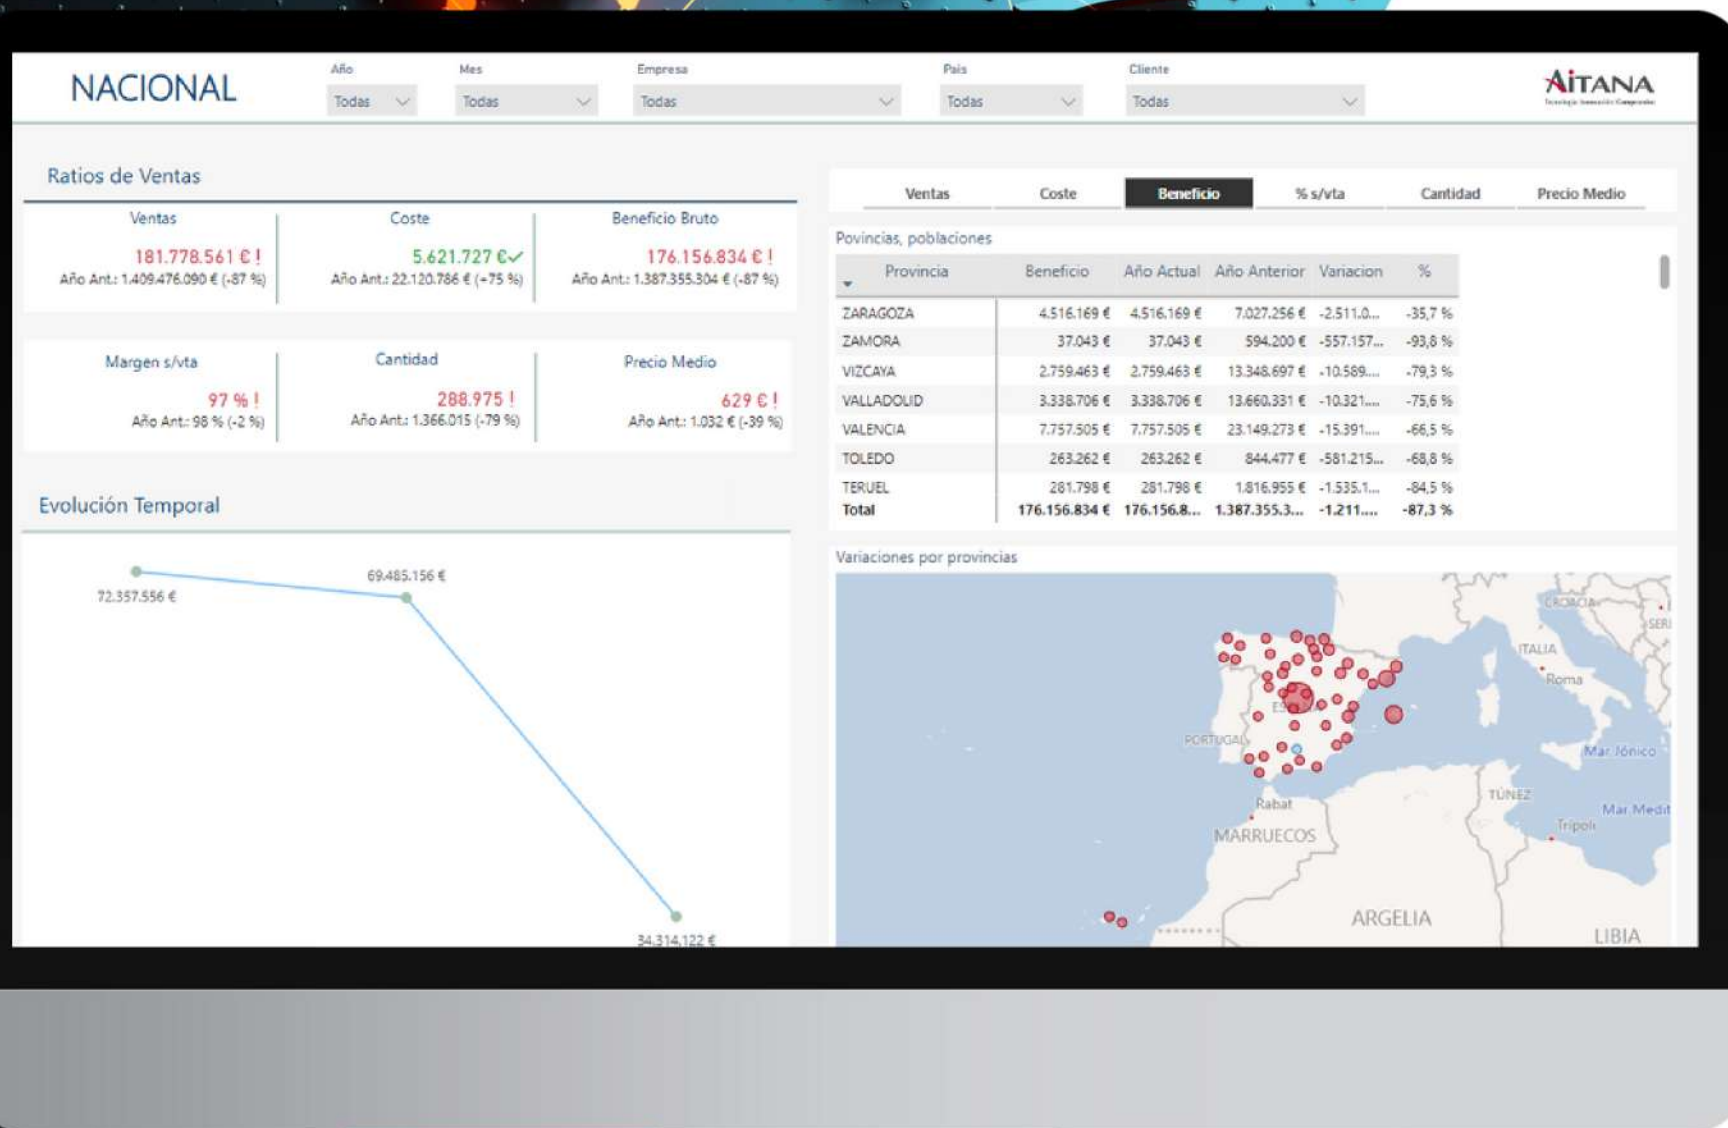 NACIONAL
Año
Mes
Empresa
País
Cliente
Todas
Todas
Todas
Todas
Todas
AiTANA
Ratios de Ventas
Ventas
181.778.561 € !
Año Ant.: 1.409.476.090 € (-87 %)
Coste
5.621.727 €✓
Año Ant.: 22.120.786 € (+75 %)
Beneficio Bruto
176.156.834 € !
Año Ant.: 1.387.355.304 € (-87 %)
Margen s/vta
97 % !
Año Ant.: 98 % (-2 %)
Cantidad
288.975 !
Año Ant.: 1.366.015 (-79 %)
Precio Medio
629 € !
Año Ant.: 1.032 € (-39 %)
Evolución Temporal
72.357.556 €
69.485.156 €
34.314.122 €
Ventas Coste Beneficio % s/vta Cantidad Precio Medio
Povincias, poblaciones
Provincia Beneficio Año Actual Año Anterior Variacion %
ZARAGOZA 4.516.169 € 4.516.169 € 7.027.256 € -2.511.0... -35,7 %
ZAMORA 37.043 € 37.043 € 594.200 € -557.157... -93,8 %
VIZCAYA 2.759.463 € 2.759.463 € 13.348.697 € -10.589.... -79,3 %
VALLADOLID 3.338.706 € 3.338.706 € 13.660.331 € -10.321.... -75,6 %
VALENCIA 7.757.505 € 7.757.505 € 23.149.273 € -15.391.... -66,5 %
TOLEDO 263.262 € 263.262 € 844.477 € -581.215... -68,8 %
TERUEL 281.798 € 281.798 € 1.816.955 € -1.535.1... -84,5 %
Total 176.156.834 € 176.156.8... 1.387.355.3... -1.211.... -87,3 %
Variaciones por provincias
CROACIA
SERI
ITALIA
Roma
PORTUGAL
Mar Jónico
TÚNEZ
Rabat
Mar Medit
Trípoli
MARRUECOS
ARGELIA
LIBIA